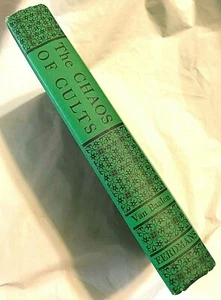 The CHAOS
OF CULTS
Van Baalen
EERDMANS